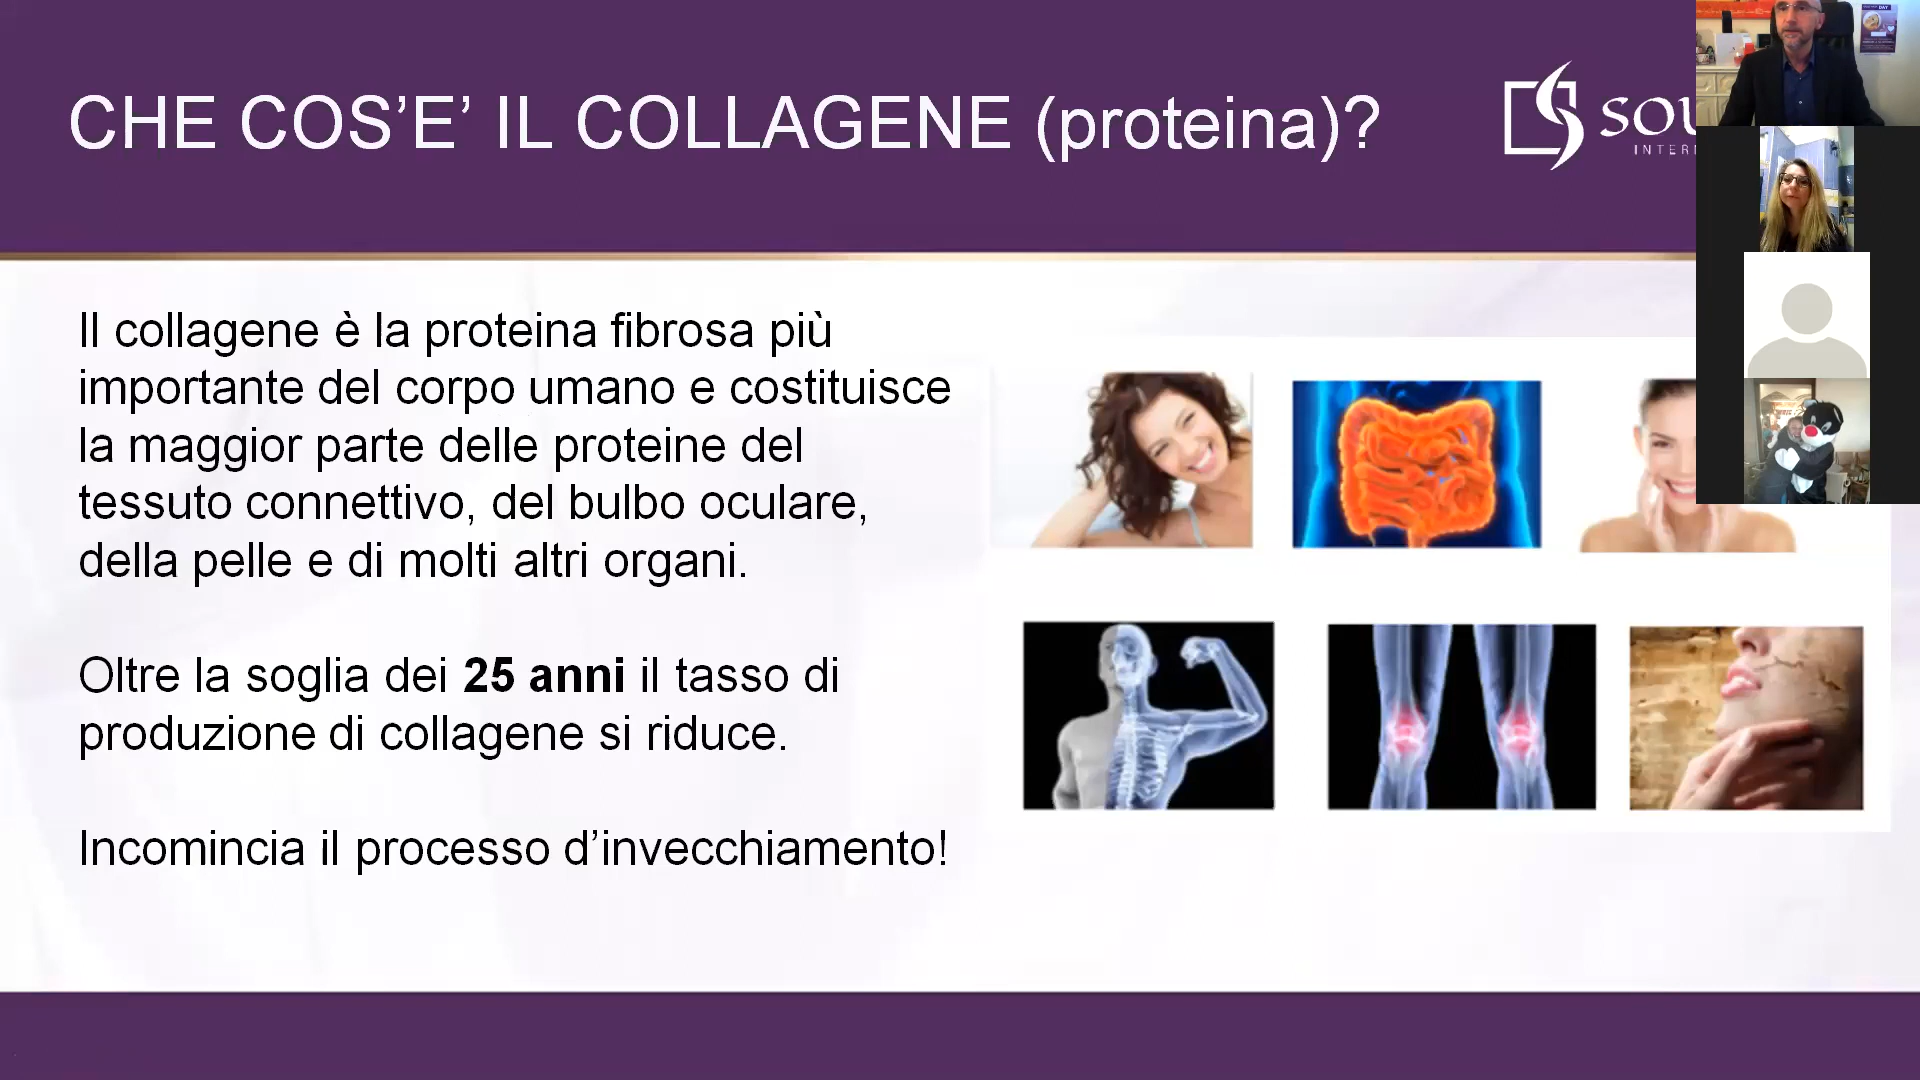 CHE COS’E’ IL COLLAGENE (proteina)?
SOU
INTERN
Il collagene è la proteina fibrosa più
importante del corpo umano e costituisce
la maggior parte delle proteine del
tessuto connettivo, del bulbo oculare,
della pelle e di molti altri organi.
Oltre la soglia dei 25 anni il tasso di
produzione di collagene si riduce.
Incomincia il processo d’invecchiamento!